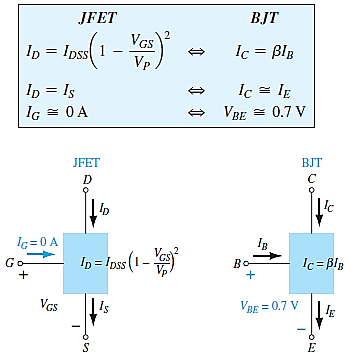 JFET BJT
I_D = I_DSS(1 − V_GS/V_P)² ⇔ I_C = βI_B
I_D = I_S ⇔ I_C ≅ I_E
I_G ≅ 0 A ⇔ V_BE ≅ 0.7 V
JFET BJT
D C
I_D I_C
I_G = 0 A I_B
G I_D = I_DSS(1 − V_GS/V_P)² B I_C = βI_B
+ +
V_GS I_S V_BE = 0.7 V I_E
− −
S E